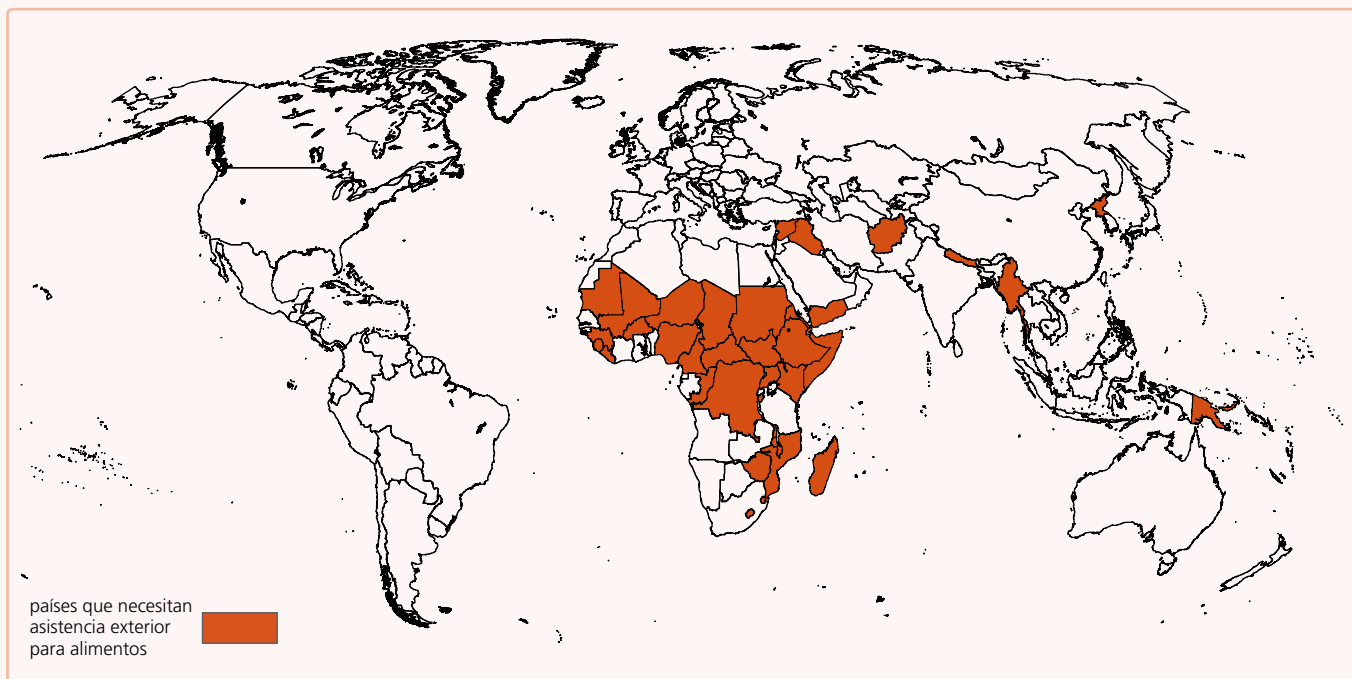 países que necesitan
asistencia exterior
para alimentos